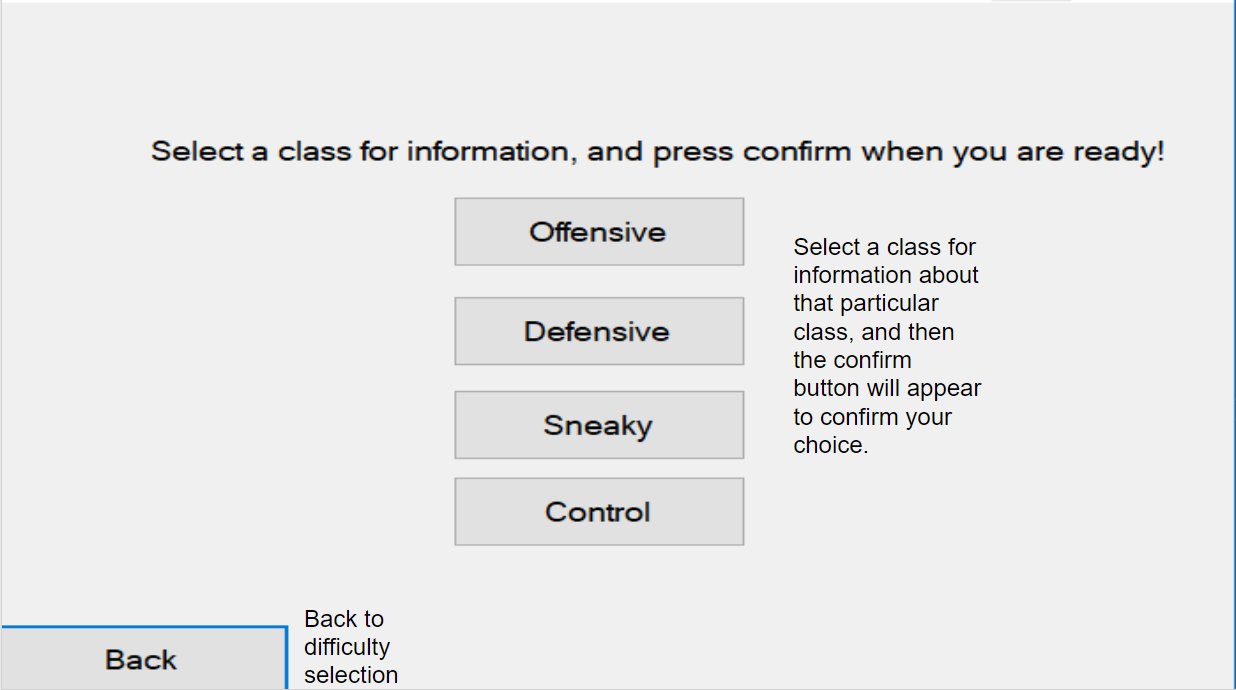 Select a class for information, and press confirm when you are ready!
Offensive
Defensive
Sneaky
Control
Select a class for
information about
that particular
class, and then
the confirm
button will appear
to confirm your
choice.
Back
Back to
difficulty
selection